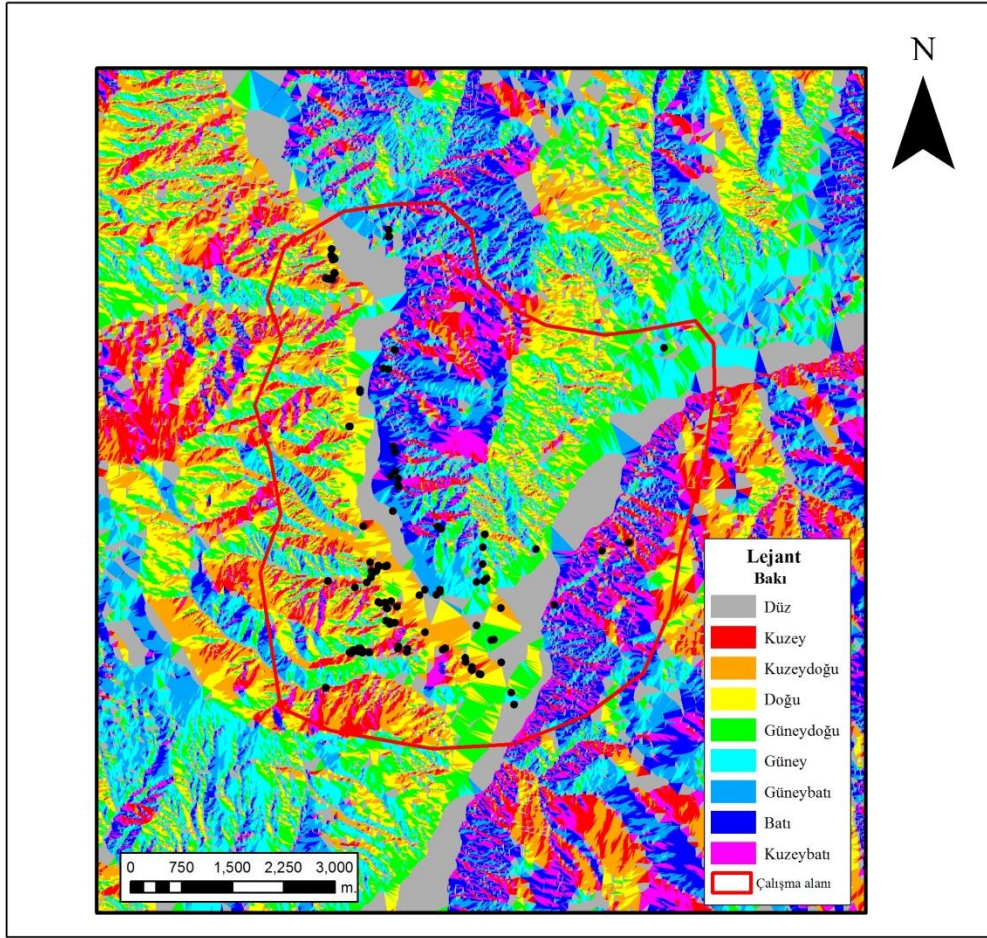 N
Lejant
Bakı
Düz
Kuzey
Kuzeydoğu
Doğu
Güneydoğu
Güney
Güneybatı
Batı
Kuzeybatı
Çalışma alanı
0 750 1,500 2,250 3,000
m.